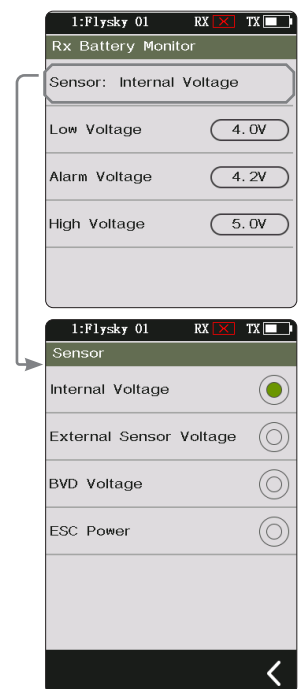 1:Flysky 01 RX TX
Rx Battery Monitor
Sensor: Internal Voltage
Low Voltage 4.0V
Alarm Voltage 4.2V
High Voltage 5.0V
1:Flysky 01 RX TX
Sensor
Internal Voltage
External Sensor Voltage
BVD Voltage
ESC Power